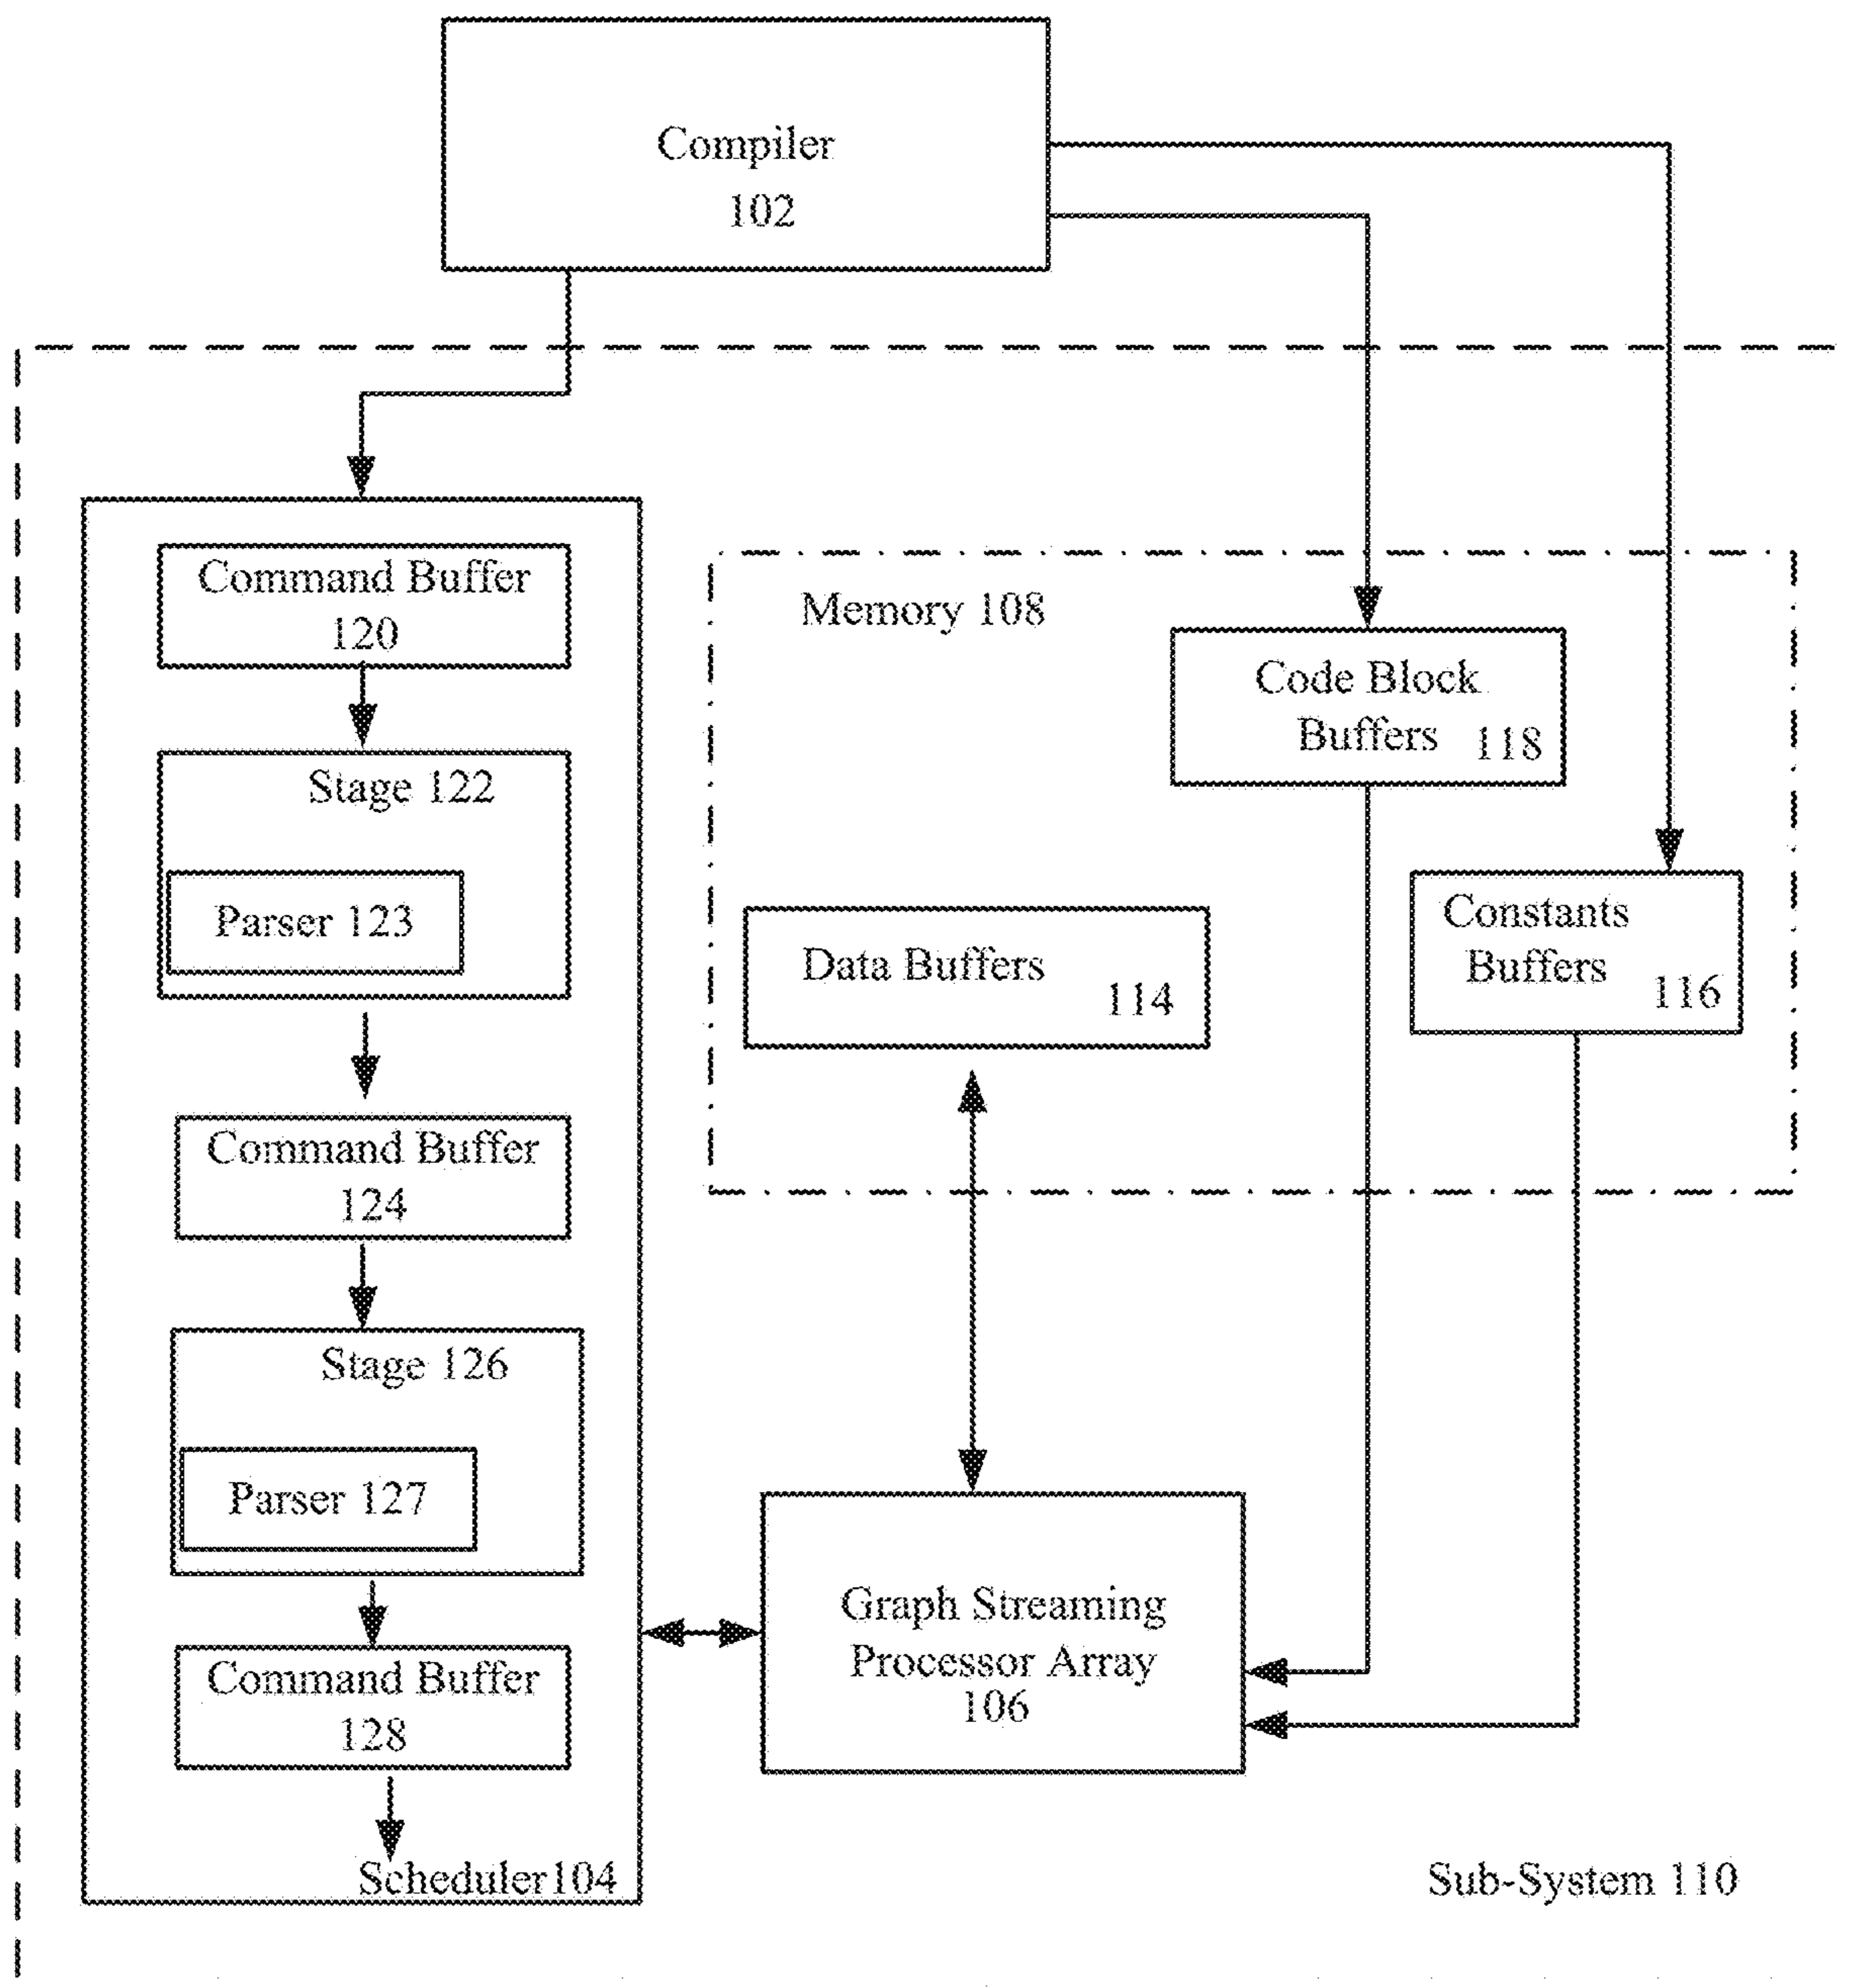 Compiler
102
Command Buffer
120
Stage 122
Parser 123
Command Buffer
124
Stage 126
Parser 127
Command Buffer
128
Scheduler104
Memory 108
Code Block
Buffers 118
Data Buffers
114
Constants
Buffers
116
Graph Streaming
Processor Array
106
Sub-System 110